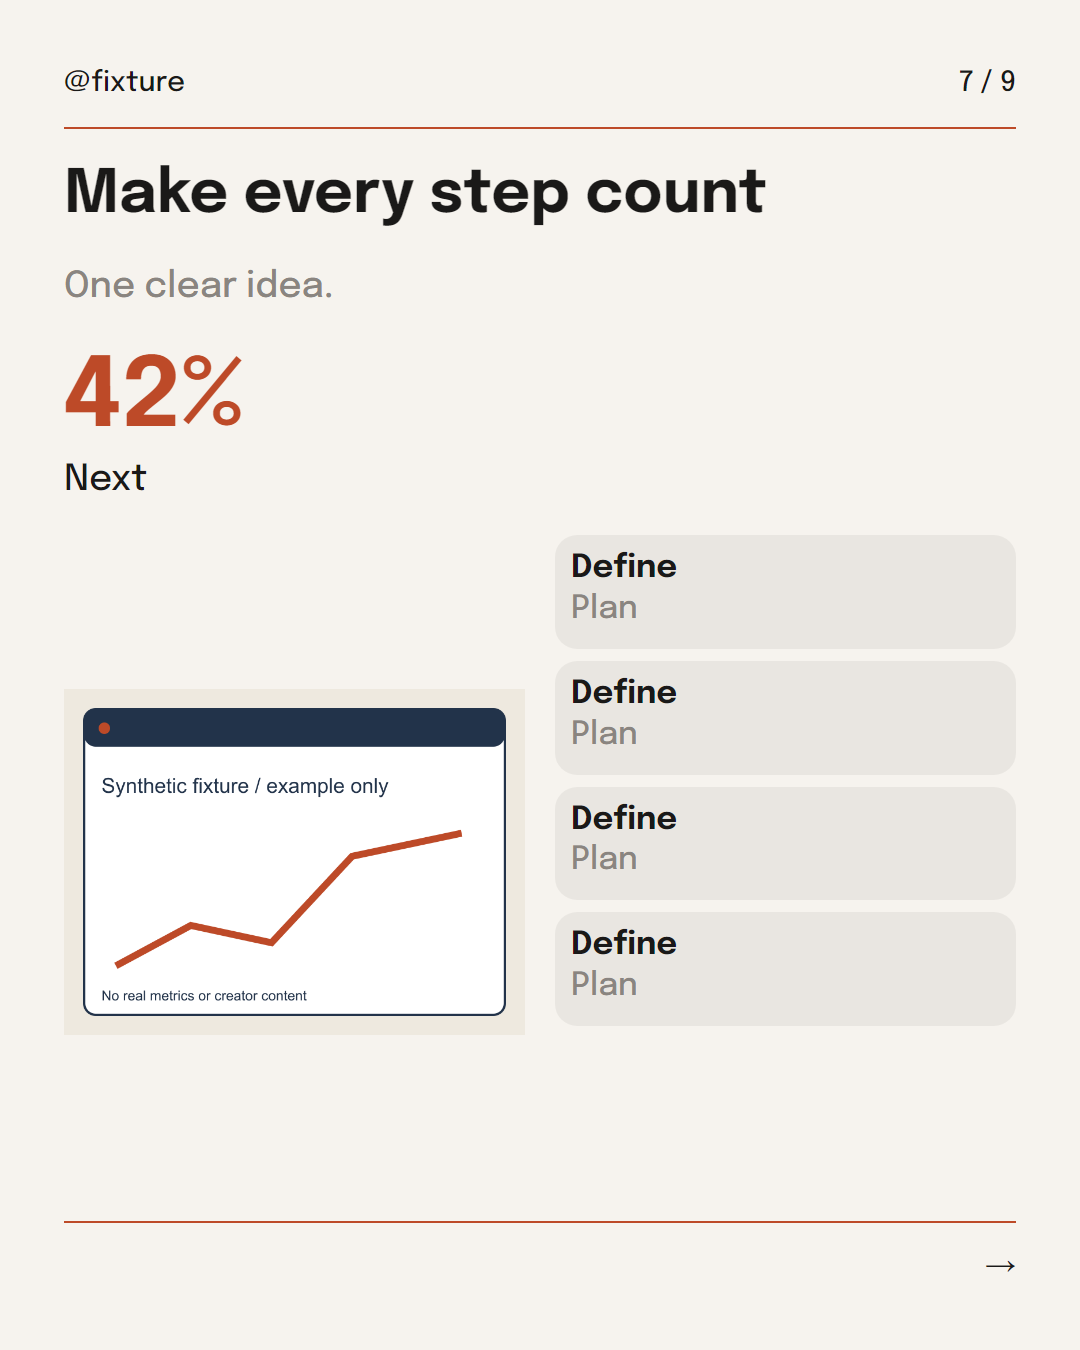 @fixture
7 / 9
Make every step count
One clear idea.
42%
Next
Synthetic fixture / example only
No real metrics or creator content
Define
Plan
Define
Plan
Define
Plan
Define
Plan
→